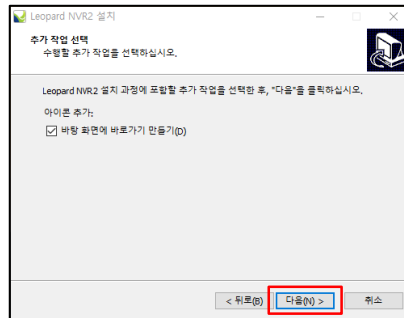 Leopard NVR2 설치
추가 작업 선택
수행할 추가 작업을 선택하십시오.
Leopard NVR2 설치 과정에 포함할 추가 작업을 선택한 후, "다음"을 클릭하십시오.
아이콘 추가:
바탕 화면에 바로가기 만들기(D)
< 뒤로(B) 다음(N) > 취소